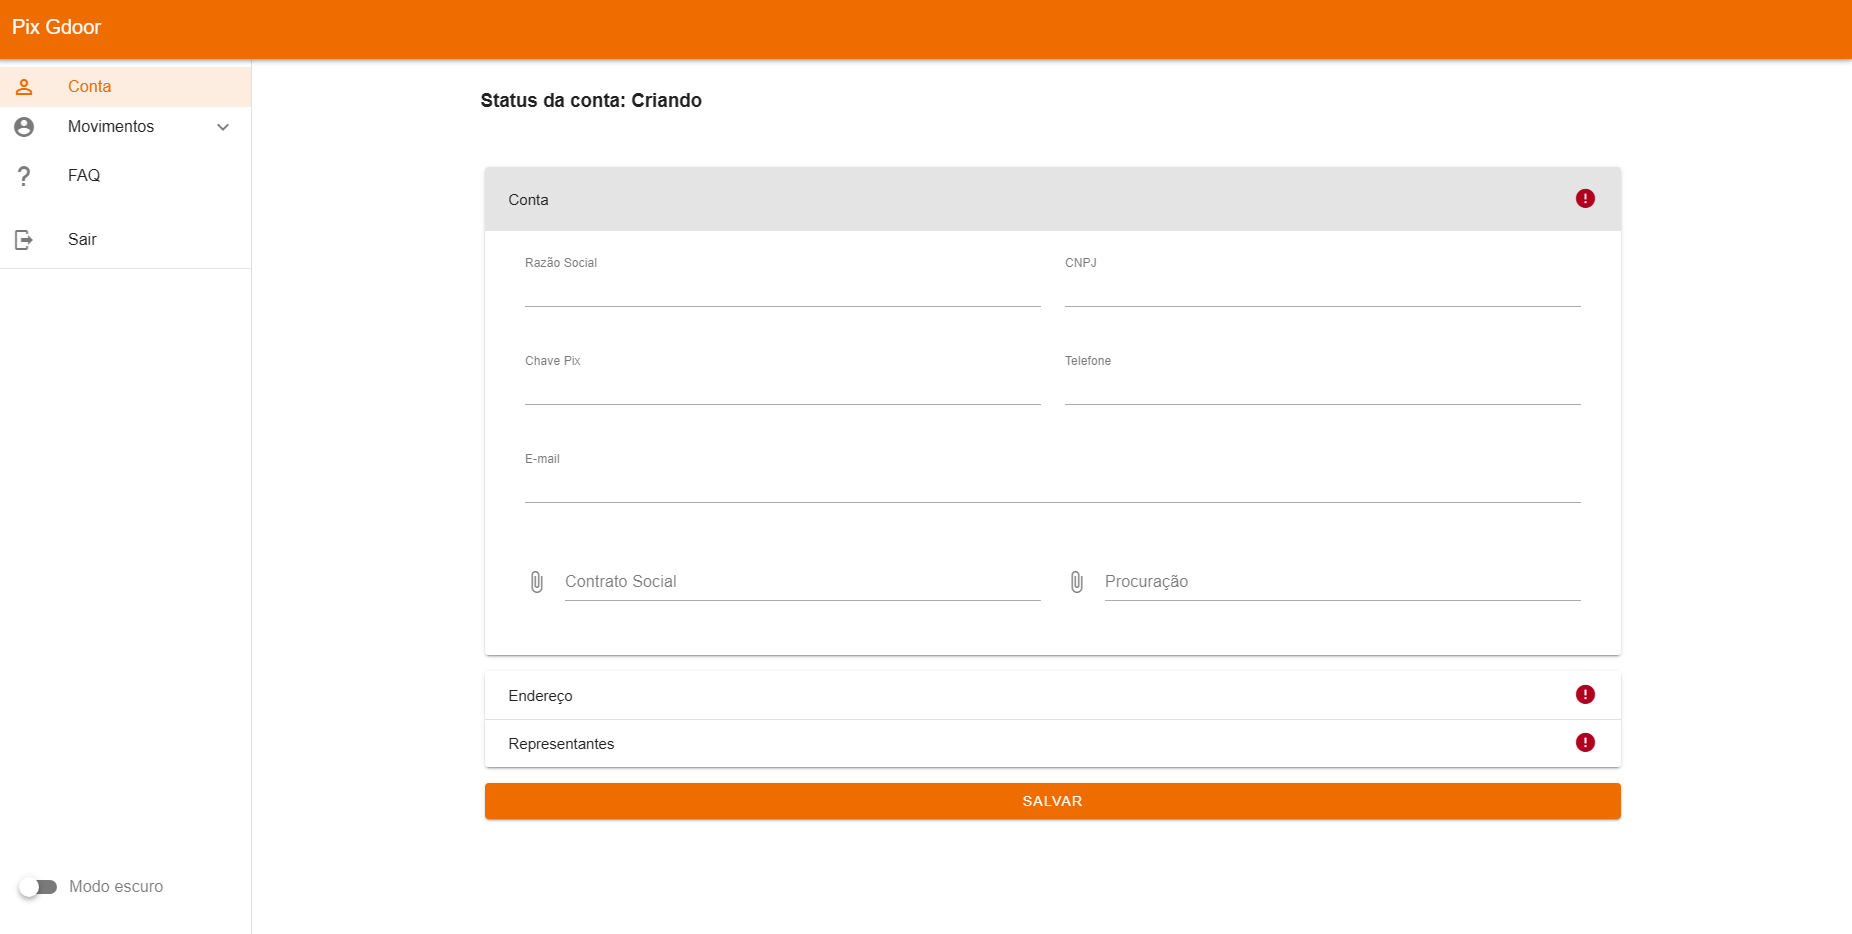 Pix Gdoor
Conta
Movimentos
FAQ
Sair
Modo escuro
Status da conta: Criando
Conta
Razão Social
CNPJ
Chave Pix
Telefone
E-mail
Contrato Social
Procuração
Endereço
Representantes
SALVAR